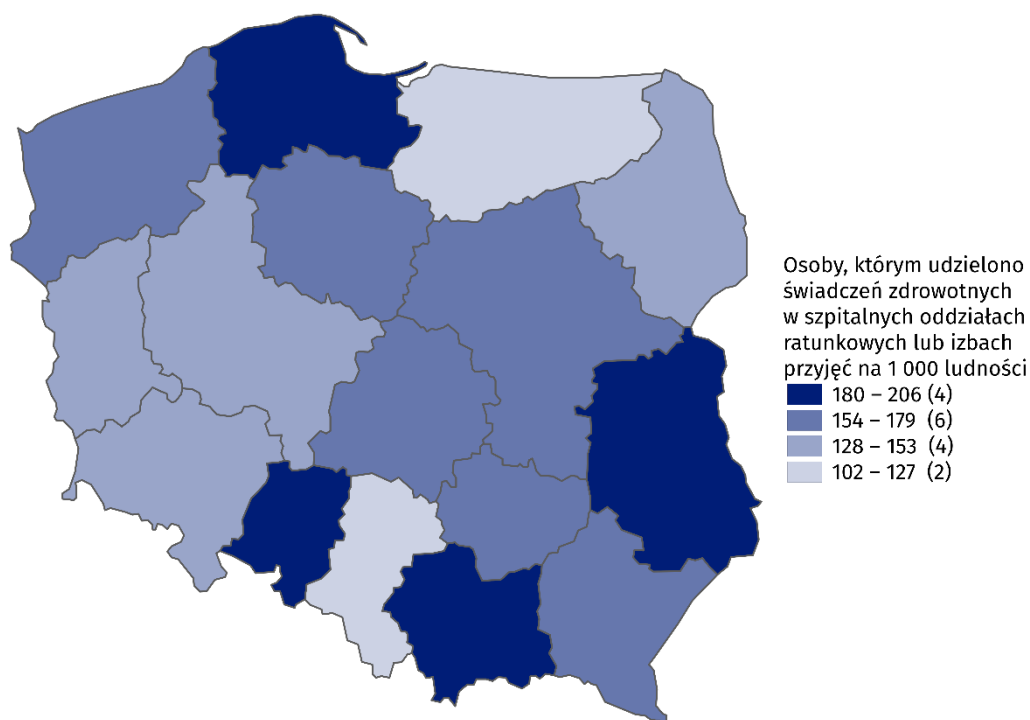 Osoby, którym udzielono
świadczeń zdrowotnych
w szpitalnych oddziałach
ratunkowych lub izbach
przyjęć na 1 000 ludności
180 – 206 (4)
154 – 179 (6)
128 – 153 (4)
102 – 127 (2)